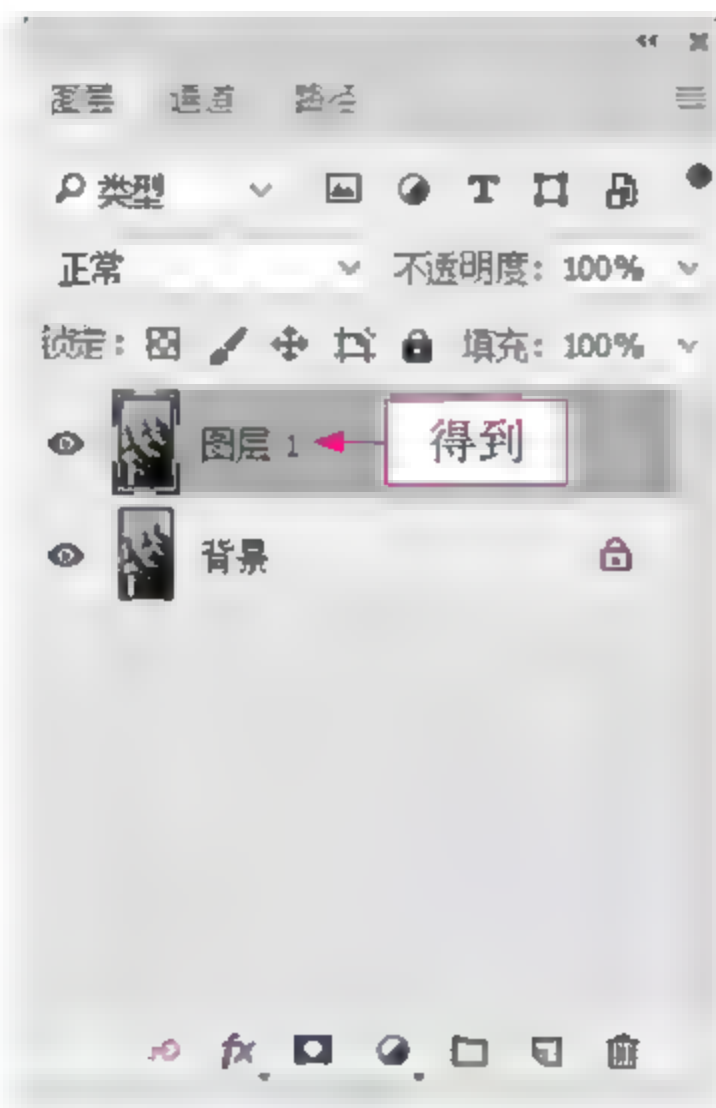 图层 通道 路径
类型
正常 不透明度: 100%
锁定: 填充: 100%
图层 1 得到
背景
fx